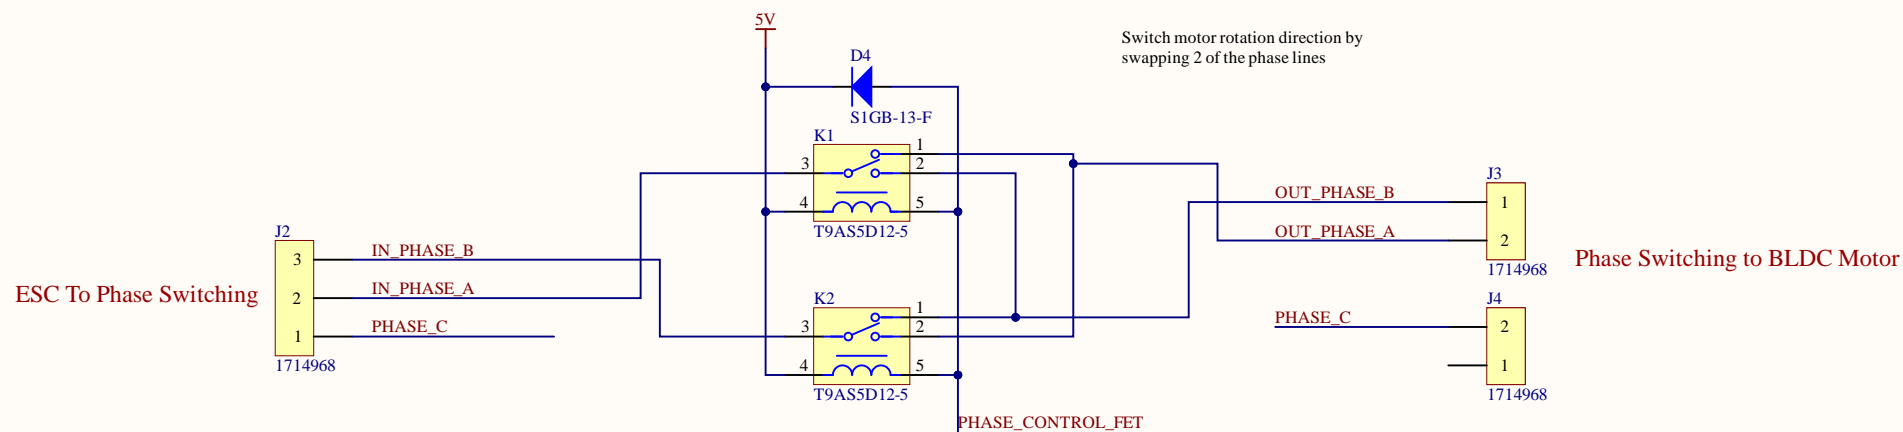 5V
Switch motor rotation direction by
swapping 2 of the phase lines
D4
S1GB-13-F
K1
1
3
2
4
5
T9AS5D12-5
J3
OUT_PHASE_B
1
OUT_PHASE_A
2
1714968
Phase Switching to BLDC Motor
J2
IN_PHASE_B
3
IN_PHASE_A
2
PHASE_C
1
1714968
ESC To Phase Switching
K2
1
3
2
4
5
T9AS5D12-5
PHASE_CONTROL_FET
J4
PHASE_C
2
1
1714968